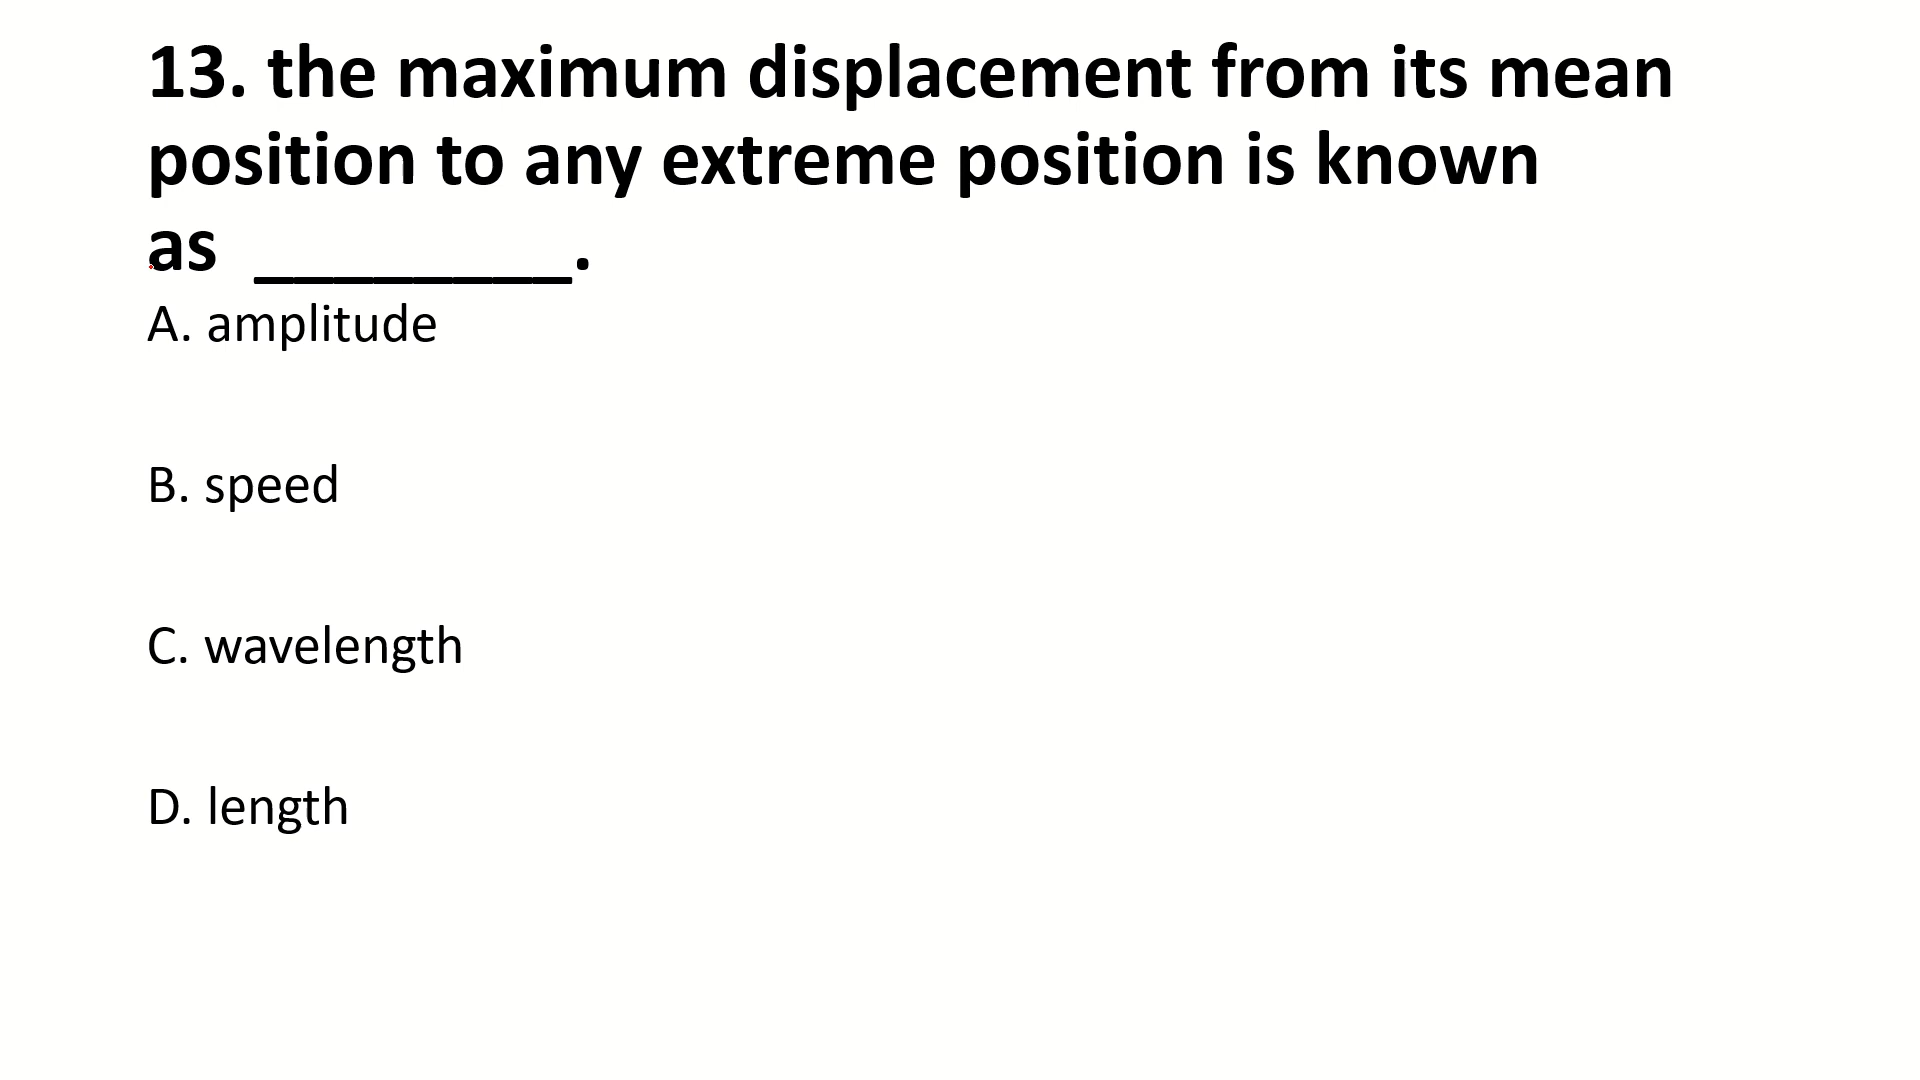 13. the maximum displacement from its mean
position to any extreme position is known
as ________.
A. amplitude
B. speed
C. wavelength
D. length